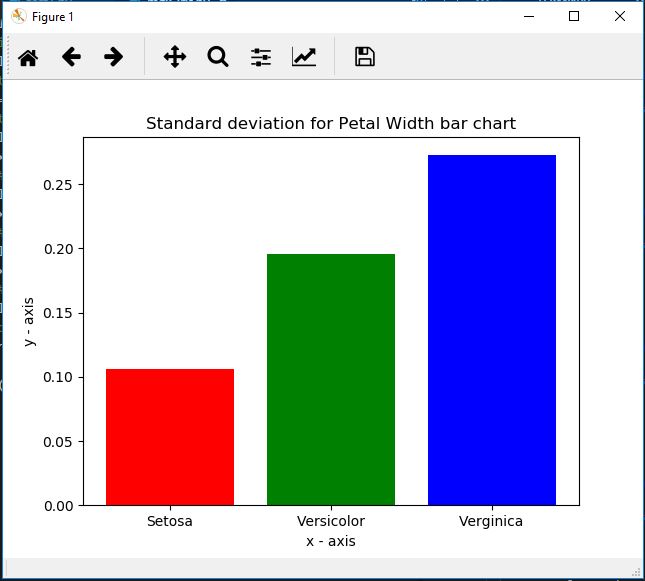 Figure 1
Standard deviation for Petal Width bar chart
0.25
0.20
0.15
0.10
0.05
0.00
y - axis
Setosa Versicolor Verginica
x - axis